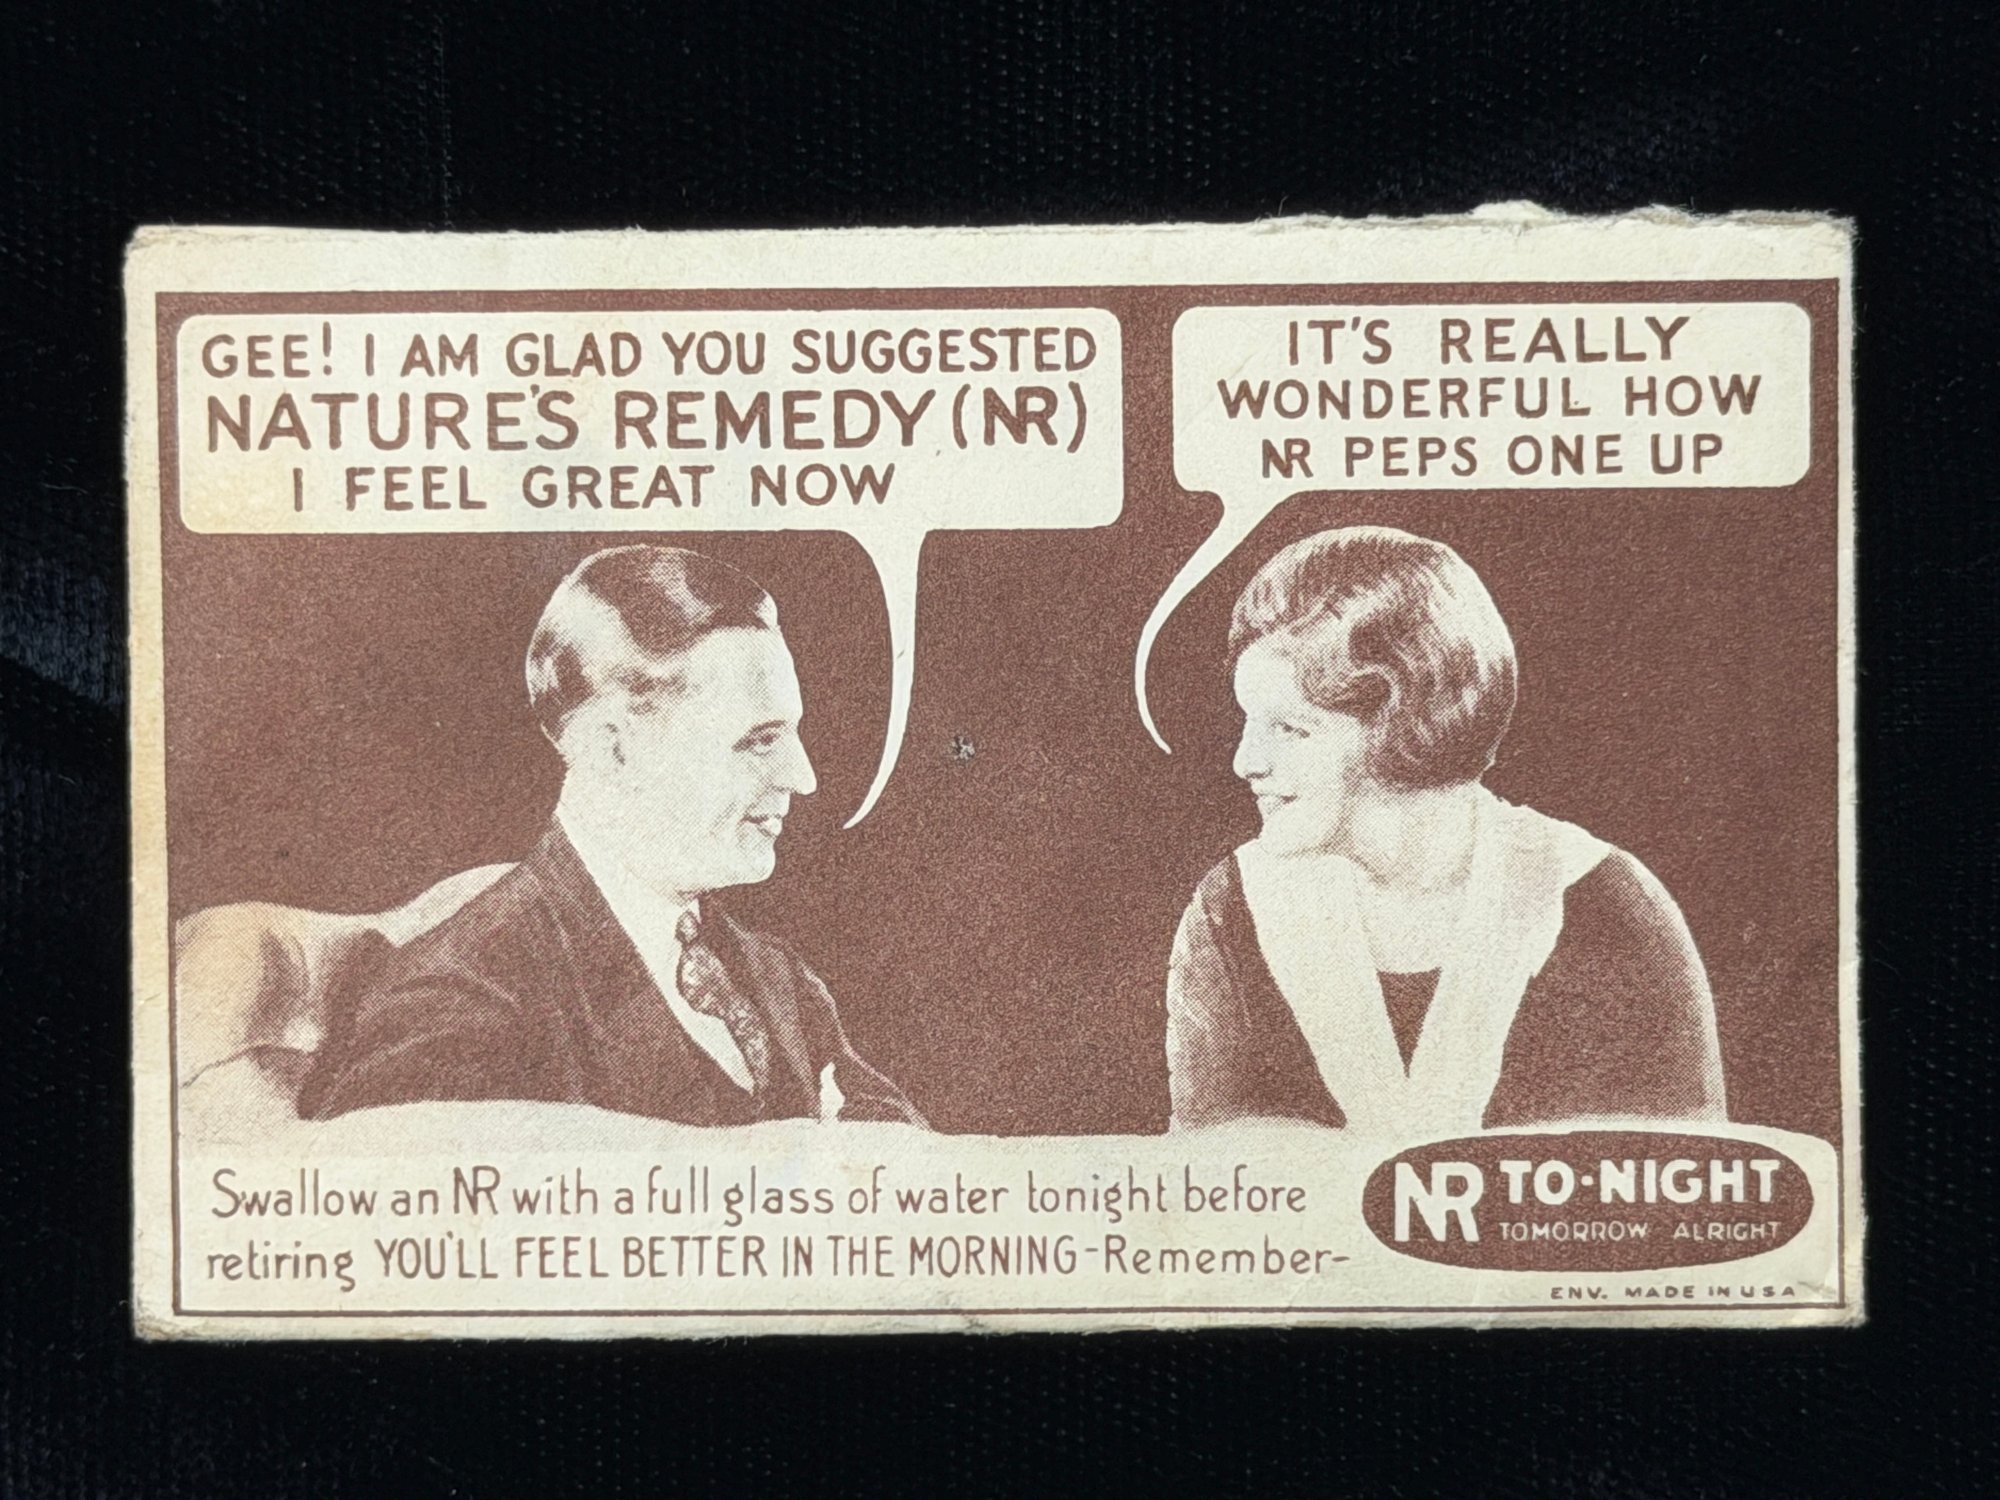 GEE! I AM GLAD YOU SUGGESTED
NATURE'S REMEDY (NR)
I FEEL GREAT NOW
IT'S REALLY
WONDERFUL HOW
NR PEPS ONE UP
Swallow an NR with a full glass of water tonight before
retiring YOU'LL FEEL BETTER IN THE MORNING-Remember-
NR TO-NIGHT
TOMORROW ALRIGHT
ENV. MADE IN USA